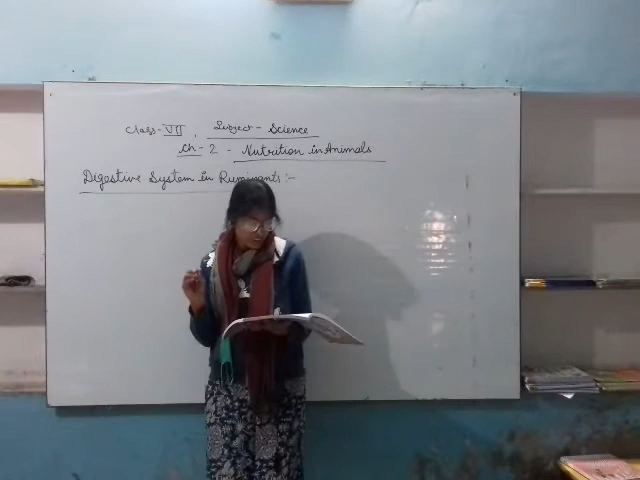 Class - VII, Subject - Science
Ch - 2 - Nutrition in Animals
Digestive System in Ruminants :-